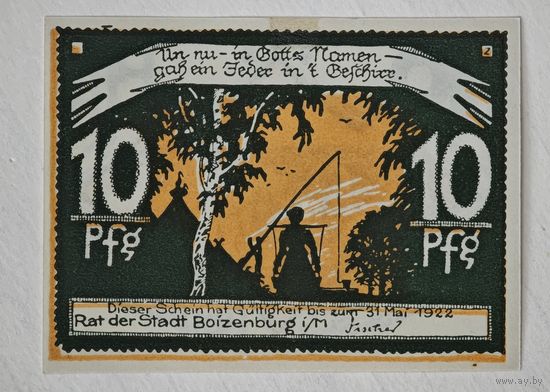 Un nu - in Gotts Namen -
gah ein Jeder in't Geschirr.
10 10
Pfg Pfg
Dieser Schein hat Gültigkeit bis zum 31 Mai 1922
Rat der Stadt Boizenburg i/M
www.ay.by